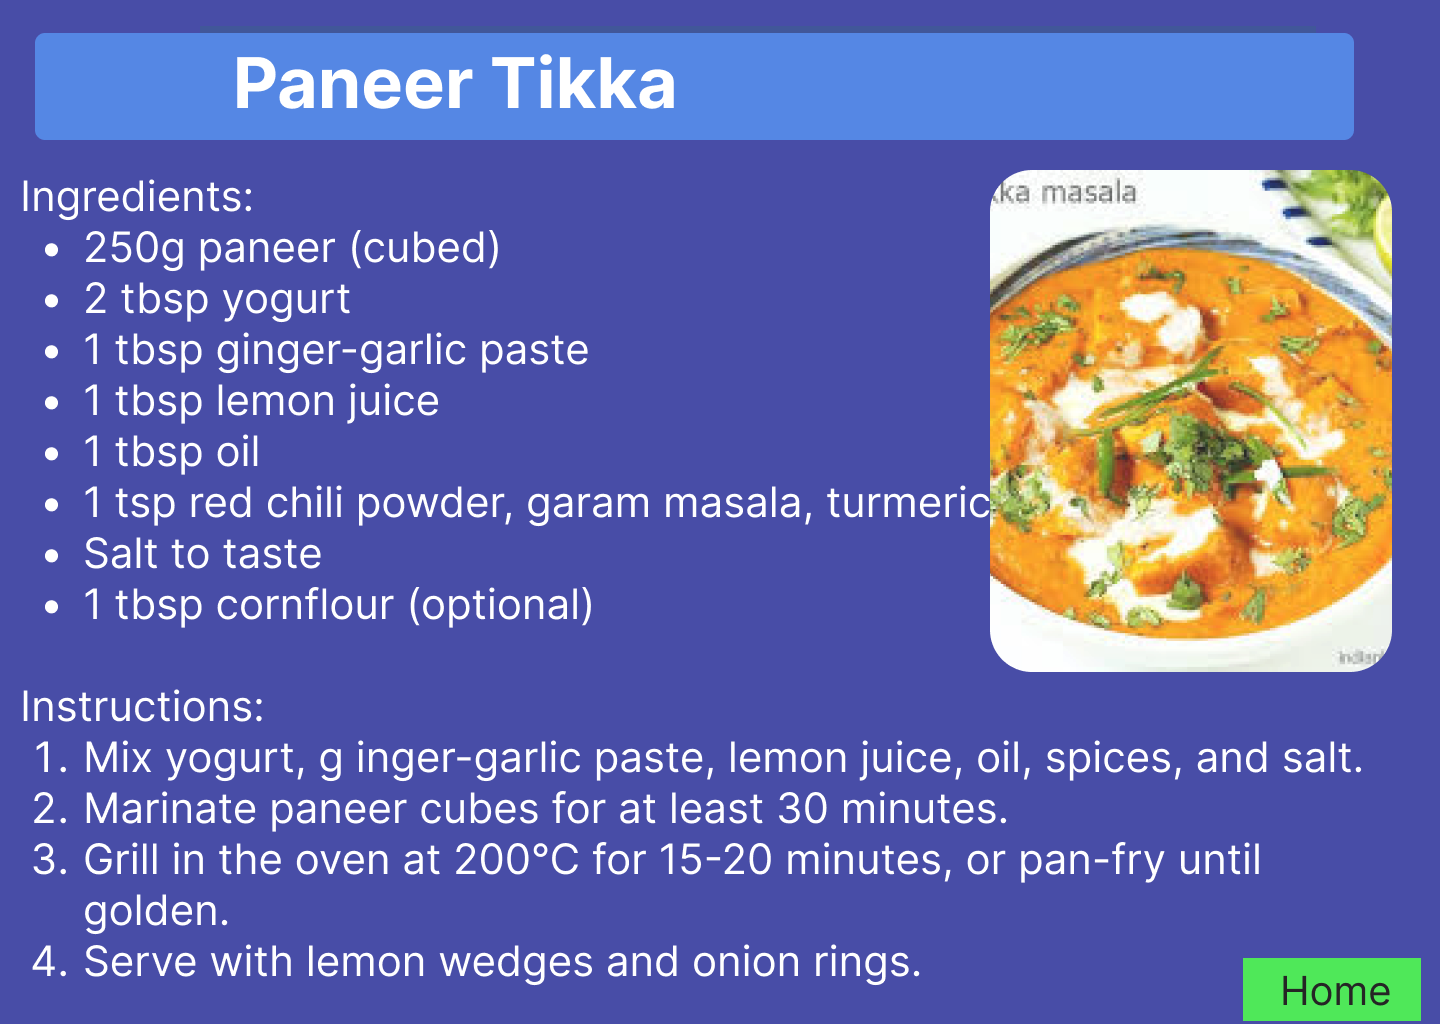 Paneer Tikka
Ingredients:
• 250g paneer (cubed)
• 2 tbsp yogurt
• 1 tbsp ginger-garlic paste
• 1 tbsp lemon juice
• 1 tbsp oil
• 1 tsp red chili powder, garam masala, turmeric
• Salt to taste
• 1 tbsp cornflour (optional)
kka masala
Instructions:
1. Mix yogurt, g inger-garlic paste, lemon juice, oil, spices, and salt.
2. Marinate paneer cubes for at least 30 minutes.
3. Grill in the oven at 200°C for 15-20 minutes, or pan-fry until
golden.
4. Serve with lemon wedges and onion rings.
Home